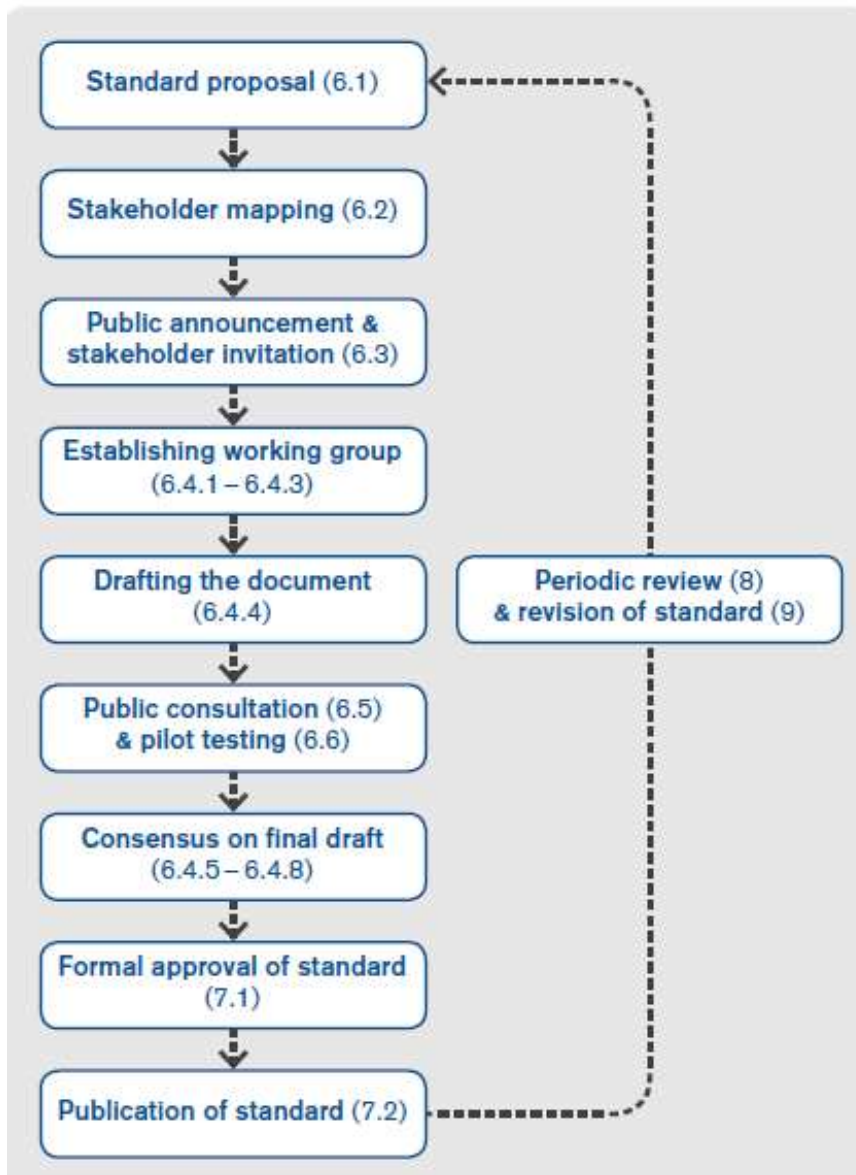 Standard proposal (6.1)
Stakeholder mapping (6.2)
Public announcement &
stakeholder invitation (6.3)
Establishing working group
(6.4.1 – 6.4.3)
Drafting the document
(6.4.4)
Periodic review (8)
& revision of standard (9)
Public consultation (6.5)
& pilot testing (6.6)
Consensus on final draft
(6.4.5 – 6.4.8)
Formal approval of standard
(7.1)
Publication of standard (7.2)